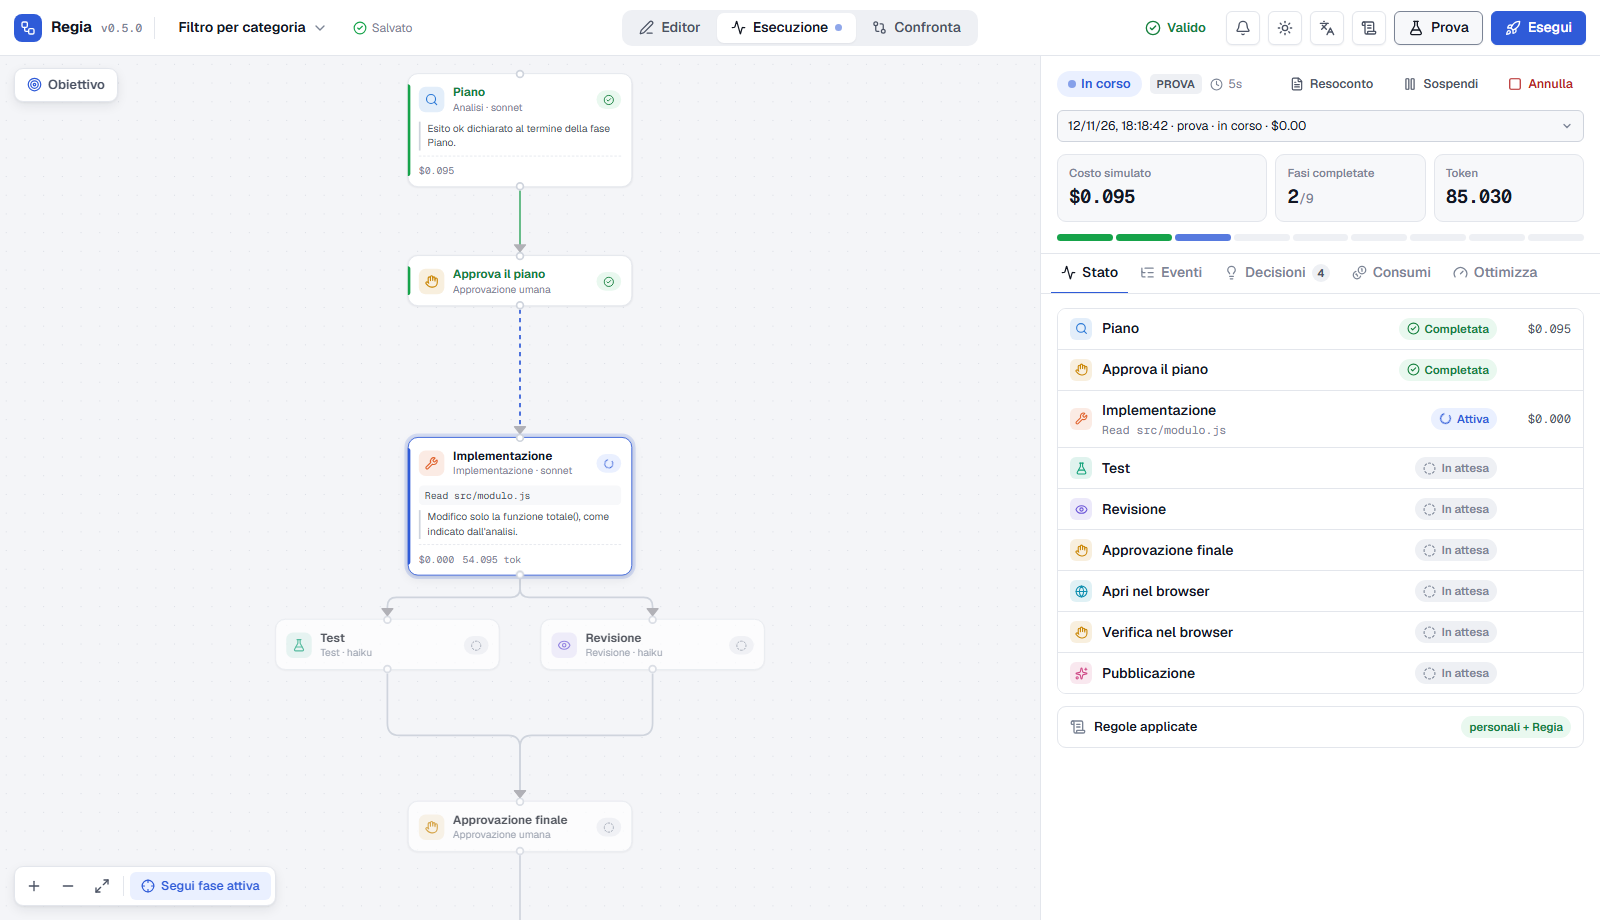 Regia v0.5.0
Filtro per categoria
Salvato
Editor
Esecuzione
Confronta
Valido
Prova
Esegui
Obiettivo
Piano
Analisi · sonnet
Esito ok dichiarato al termine della fase
Piano.
$0.095
Approva il piano
Approvazione umana
Implementazione
Implementazione · sonnet
Read src/modulo.js
Modifico solo la funzione totale(), come
indicato dall'analisi.
$0.000 54.095 tok
Test
Test · haiku
Revisione
Revisione · haiku
Approvazione finale
Approvazione umana
Segui fase attiva
In corso
PROVA
5s
Resoconto
Sospendi
Annulla
12/11/26, 18:18:42 · prova · in corso · $0.00
Costo simulato
$0.095
Fasi completate
2/9
Token
85.030
Stato
Eventi
Decisioni 4
Consumi
Ottimizza
Piano Completata $0.095
Approva il piano Completata
Implementazione Attiva $0.000
Read src/modulo.js
Test In attesa
Revisione In attesa
Approvazione finale In attesa
Apri nel browser In attesa
Verifica nel browser In attesa
Pubblicazione In attesa
Regole applicate personali + Regia